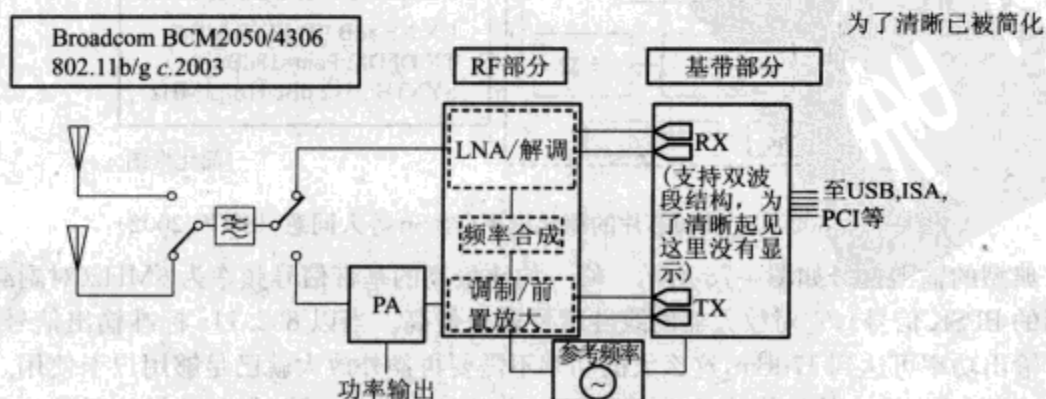 为了清晰已被简化
Broadcom BCM2050/4306
802.11b/g c.2003
RF部分
基带部分
LNA/解调
频率合成
调制/前
置放大
PA
功率输出
参考频率
RX
(支持双波
段结构，为
了清晰起见
这里没有显
示)
TX
至USB,ISA,
PCI等